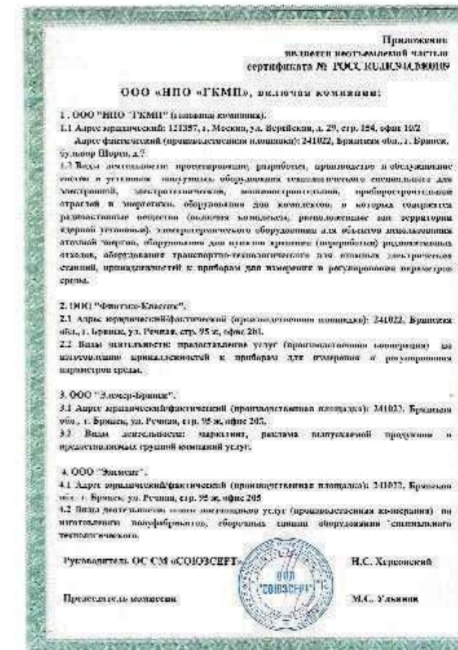 Приложение
является неотъемлемой частью
сертификата №
ООО «НПО «ГКМП», включая компании:
1. ООО "НПО "ГКМП" (головная компания).
1.1 Адрес юридический: 121357, г. Москва, ул. Верейская, д. 29, стр. 154, офис 10/2
Адрес фактический (производственная площадка): 241022, Брянская обл., г. Брянск,
бульвар Щорса, д.7
1.2 Виды деятельности: проектирование, разработка, производство и обслуживание
систем и установок вакуумных, оборудования технологического специального для
электронной, электротехнической, машиностроительной, приборостроительной
отраслей и энергетики, оборудования для комплексов, в которых содержатся
радиоактивные вещества (включая комплексы, расположенные вне территории
ядерной установки), электротермического оборудования для объектов использования
атомной энергии, оборудования для пунктов хранения (переработки) радиоактивных
отходов, оборудования транспортно-технологического для атомных электрических
станций, принадлежностей к приборам для измерения и регулирования параметров
среды.
2. ООО
2.1 Адрес юридический/фактический (производственная площадка): 241022, Брянская
обл., г. Брянск, ул. Речная, стр. 95 ж, офис 201.
2.2 Виды деятельности: предоставление услуг (производственная кооперация) по
изготовлению принадлежностей к приборам для измерения и регулирования
параметров среды.
3. ООО "Элемер-Брянск".
3.1 Адрес юридический/фактический (производственная площадка): 241022, Брянская
обл., г. Брянск, ул. Речная, стр. 95 ж, офис 205.
3.2 Виды деятельности: маркетинг, реклама выпускаемой продукции и
предоставляемых группой компаний услуг.
4. ООО "Элемент".
4.1 Адрес юридический/фактический (производственная площадка): 241022, Брянская
обл. г. Брянск, ул. Речная, стр. 95 ж, офис 205
4.2 Виды деятельности: услуг (производственная кооперация) по
изготовлению полуфабрикатов, сборочных единиц оборудования специального
технологического.
Руководитель ОС СМ «СОЮЗСЕРТ»
Н.С. Херсонский
ООО
"СОЮЗСЕРТ"
Председатель комиссии
М.С. Ульянов